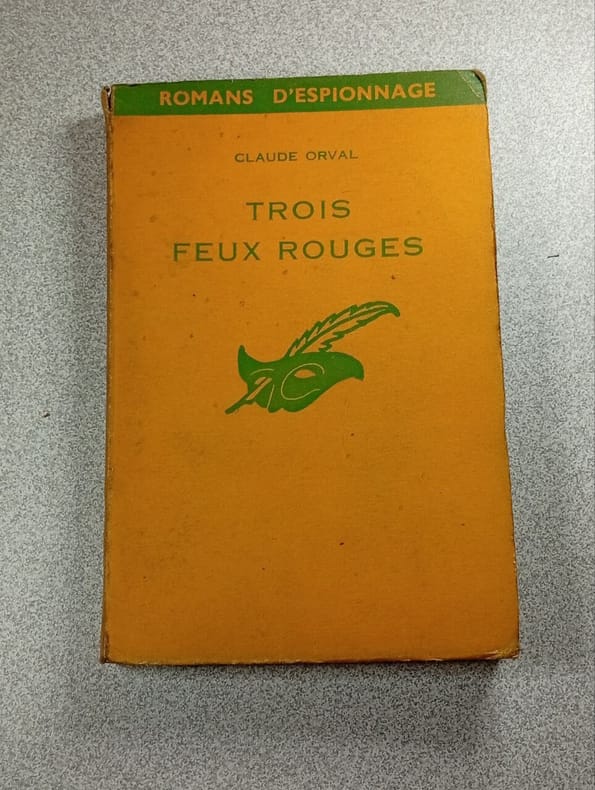 ROMANS D'ESPIONNAGE
CLAUDE ORVAL
TROIS
FEUX ROUGES